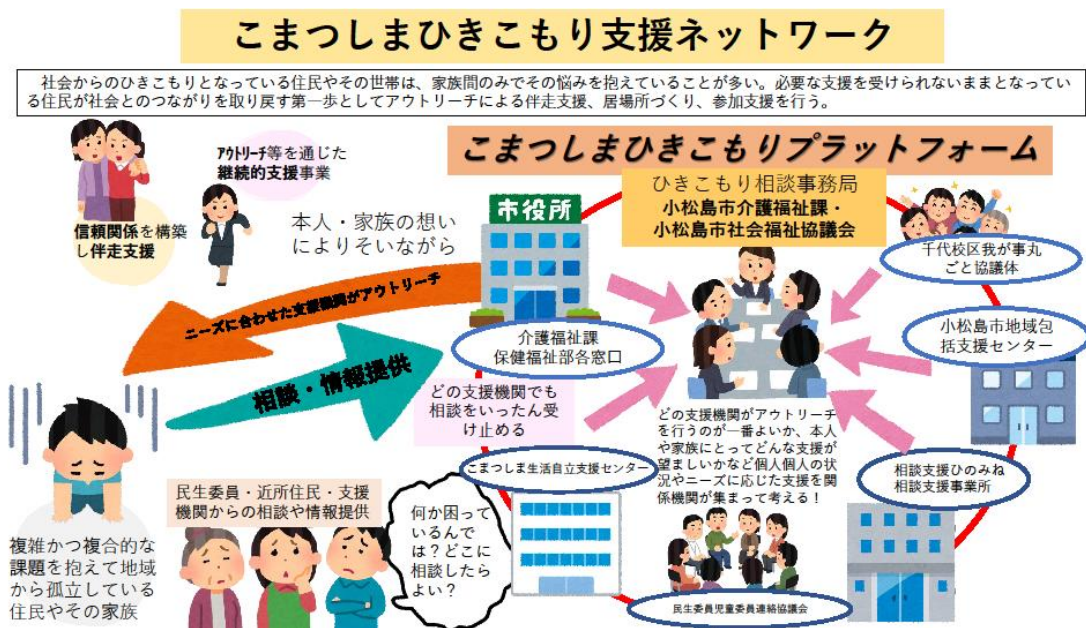 こまつしまひきこもり支援ネットワーク
社会からのひきこもりとなっている住民やその世帯は、家族間のみでその悩みを抱えていることが多い。必要な支援を受けられないままとなってい
る住民が社会とのつながりを取り戻す第一歩としてアウトリーチによる伴走支援、居場所づくり、参加支援を行う。
こまつしまひきこもりプラットフォーム
アウトリーチ等を通じた
継続的支援事業
信頼関係を構築
し伴走支援
本人・家族の想い
によりそいながら
市役所
ひきこもり相談事務局
小松島市介護福祉課・
小松島市社会福祉協議会
千代校区我が事丸
ごと協議体
ニーズに合わせた支援機関がアウトリーチ
相談・情報提供
介護福祉課
保健福祉部各窓口
小松島市地域包
括支援センター
どの支援機関でも
相談をいったん受
け止める
どの支援機関がアウトリーチ
を行うのが一番よいか、本人
や家族にとってどんな支援が
望ましいかなど個人個人の状
況やニーズに応じた支援を関
係機関が集まって考える！
こまつしま生活自立支援センター
相談支援ひのみね
相談支援事業所
民生委員・近所住民・支援
機関からの相談や情報提供
何か困って
いるんで
は？どこに
相談したら
よい？
複雑かつ複合的な
課題を抱えて地域
から孤立している
住民やその家族
民生委員児童委員連絡協議会